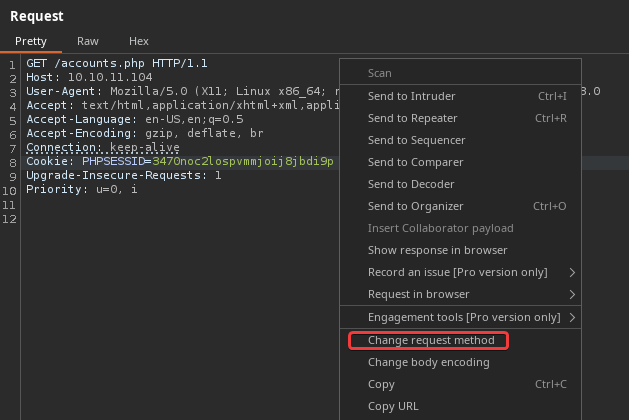 Request
Pretty Raw Hex
1 GET /accounts.php HTTP/1.1
2 Host: 10.10.11.104
3 User-Agent: Mozilla/5.0 (X11; Linux x86_64; 3.0
4 Accept: text/html,application/xhtml+xml,appli
5 Accept-Language: en-US,en;q=0.5
6 Accept-Encoding: gzip, deflate, br
7 Connection: keep-alive
8 Cookie: PHPSESSID=3470noc2lospvmmjoij8jbdi9p
9 Upgrade-Insecure-Requests: 1
10 Priority: u=0, i
11
12
Scan
Send to Intruder Ctrl+I
Send to Repeater Ctrl+R
Send to Sequencer
Send to Comparer
Send to Decoder
Send to Organizer Ctrl+O
Insert Collaborator payload
Show response in browser
Record an issue [Pro version only]
Request in browser
Engagement tools [Pro version only]
Change request method
Change body encoding
Copy Ctrl+C
Copy URL